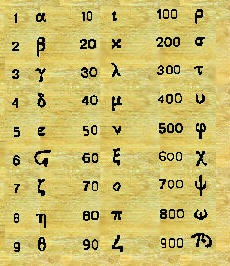 1 α 10 ι 100 ρ
2 β 20 κ 200 σ
3 γ 30 λ 300 τ
4 δ 40 μ 400 υ
5 ε 50 ν 500 φ
6 ϛ 60 ξ 600 χ
7 ζ 70 ο 700 ψ
8 η 80 π 800 ω
9 θ 90 ϟ 900 ϡ